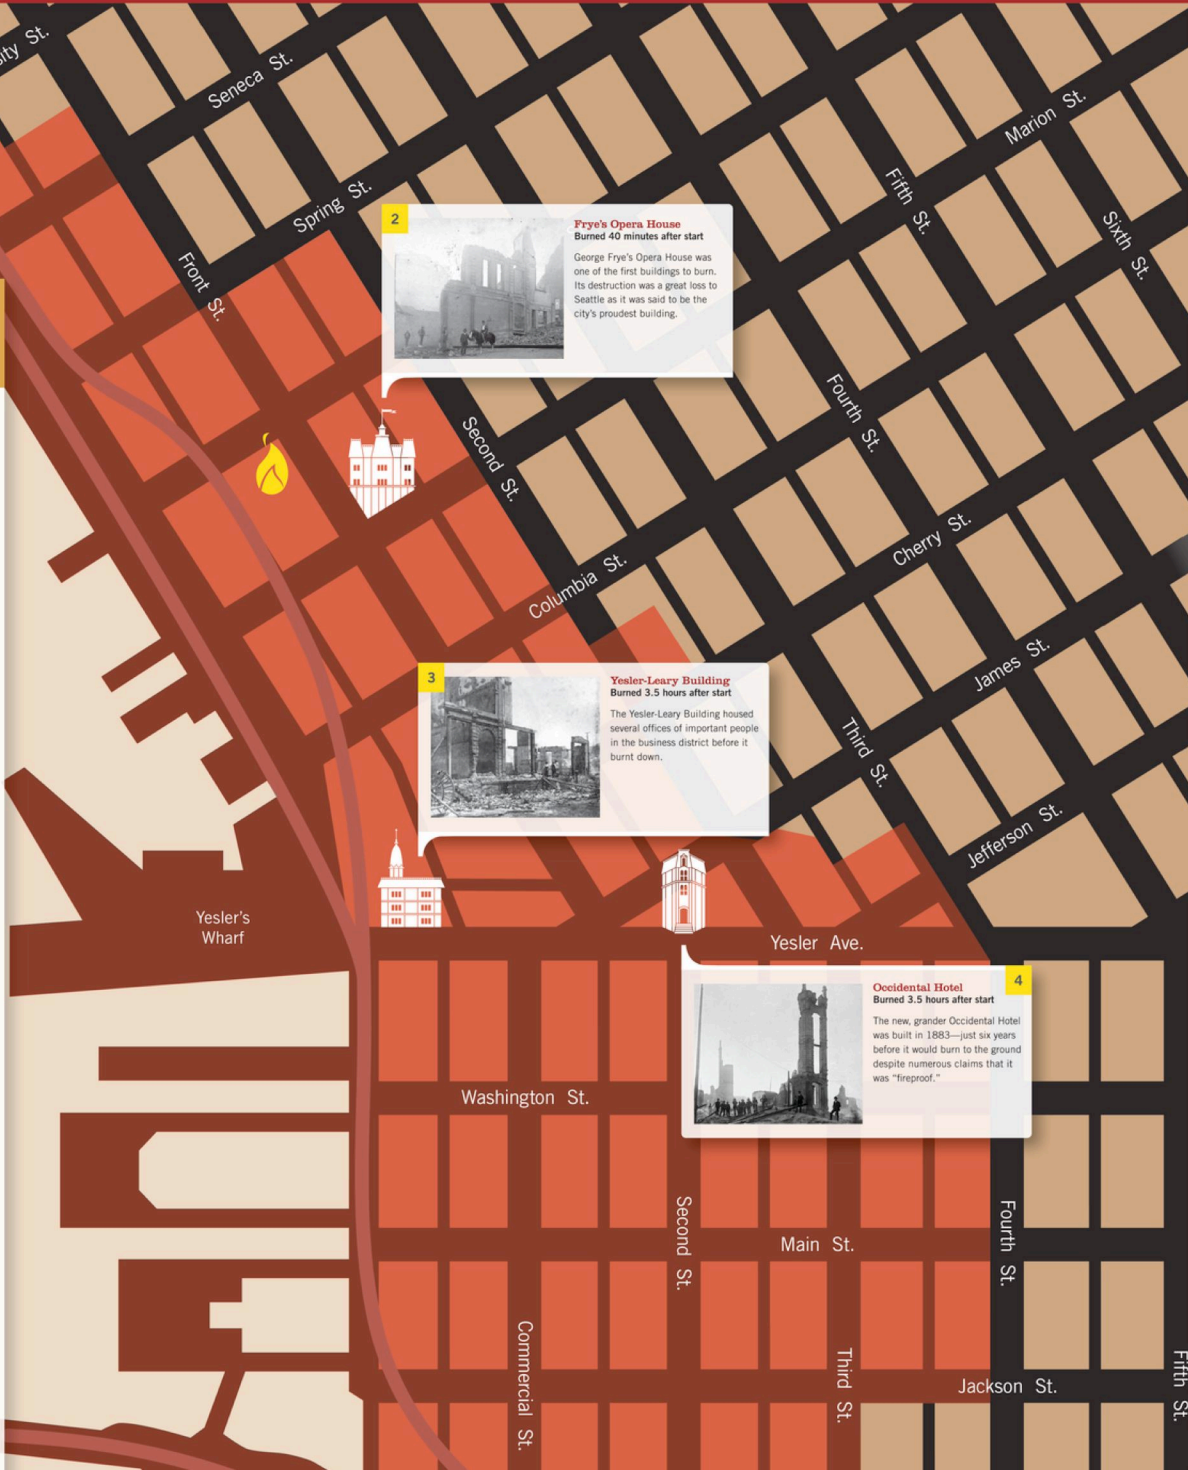 sity St.
Seneca St.
Marion St.
Spring St.
Fifth St.
Sixth St.
Front St.
2
Frye's Opera House
Burned 40 minutes after start
George Frye's Opera House was
one of the first buildings to burn.
Its destruction was a great loss to
Seattle as it was said to be the
city's proudest building.
Second St.
Fourth St.
Cherry St.
Columbia St.
James St.
3
Yesler-Leary Building
Burned 3.5 hours after start
The Yesler-Leary Building housed
several offices of important people
in the business district before it
burnt down.
Third St.
Jefferson St.
Yesler's
Wharf
Yesler Ave.
4
Occidental Hotel
Burned 3.5 hours after start
The new, grander Occidental Hotel
was built in 1883—just six years
before it would burn to the ground
despite numerous claims that it
was "fireproof."
Washington St.
Second St.
Fourth St.
Main St.
Commercial St.
Third St.
Jackson St.
Fifth St.